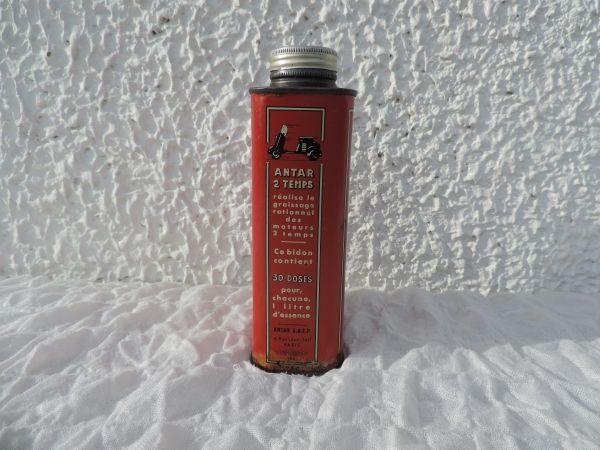 ANTAR
2 TEMPS
réalise le
graissage
rationnel
des
moteurs
2 temps
Ce bidon
contient
30 DOSES
pour,
chacune,
1 litre
d'essence
ANTAR S.A.E.P.
PARIS